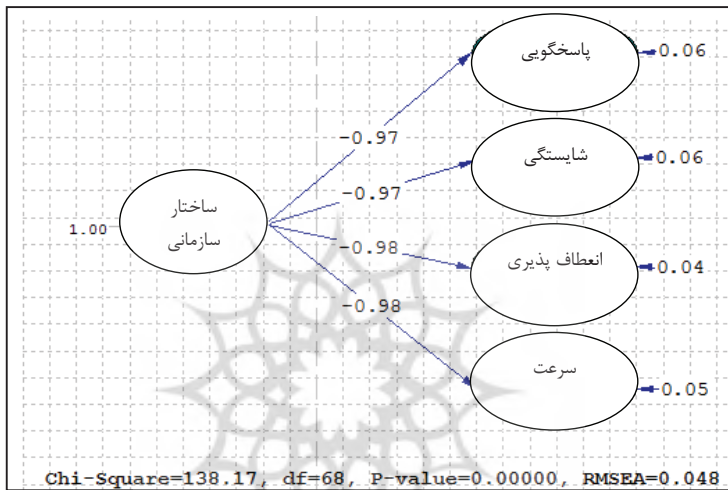 پاسخگویی
0.06
-0.97
شایستگی
0.06
-0.97
ساختار
سازمانی
1.00
-0.98
انعطاف پذیری
0.04
-0.98
سرعت
0.05
Chi-Square=138.17, df=68, P-value=0.00000, RMSEA=0.048